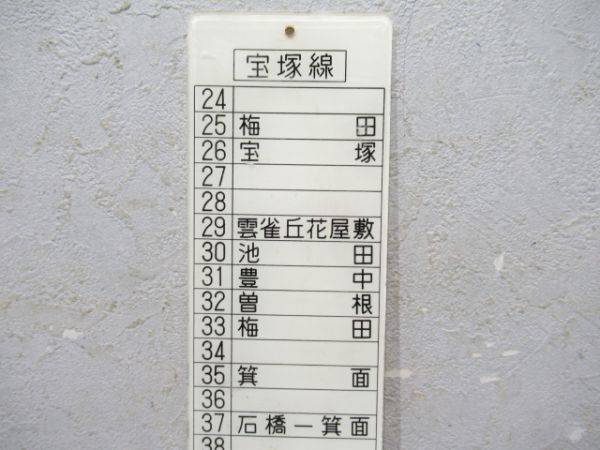 宝塚線
24
25 梅田
26 宝塚
27
28
29 雲雀丘花屋敷
30 池田
31 豊中
32 曽根
33 梅田
34
35 箕面
36
37 石橋ー箕面
38